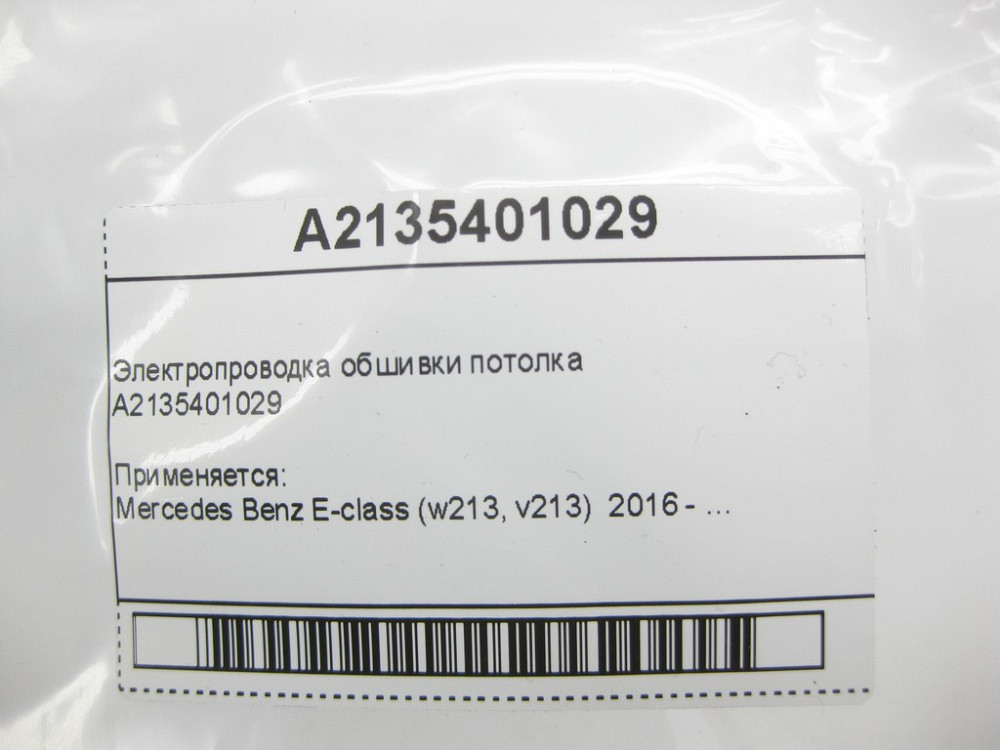 A2135401029
Электропроводка обшивки потолка
A2135401029
Применяется:
Mercedes Benz E-class (w213, v213) 2016 - ...